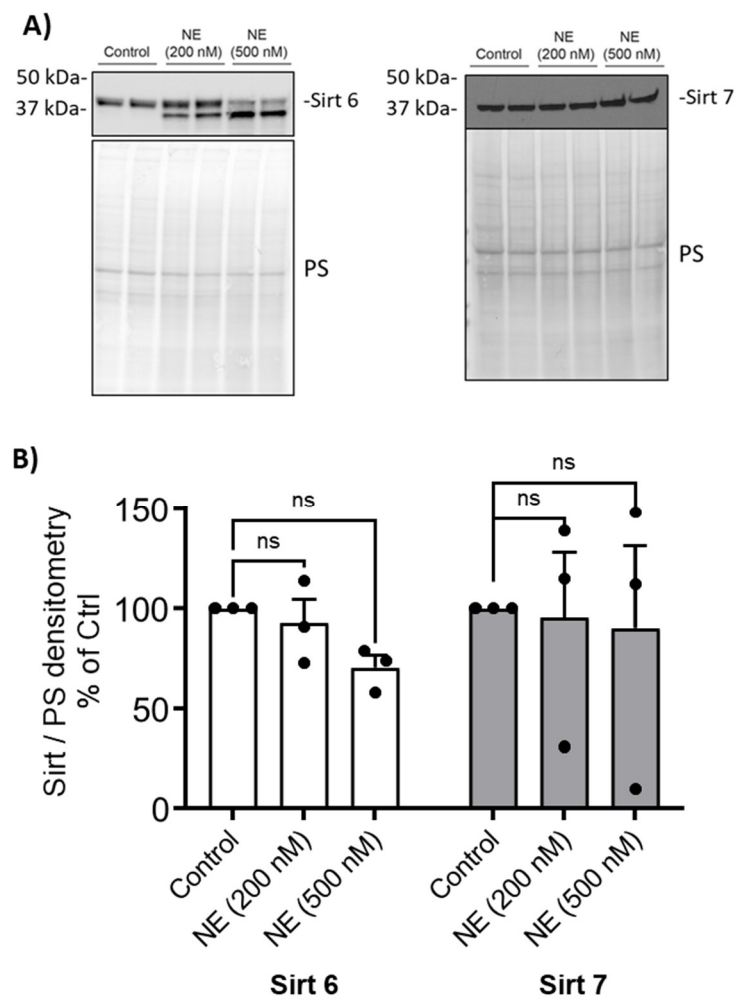 A)
Control
NE
(200 nM)
NE
(500 nM)
50 kDa-
37 kDa-
-Sirt 6
PS
Control
NE
(200 nM)
NE
(500 nM)
50 kDa-
37 kDa-
-Sirt 7
PS
B)
Sirt / PS densitometry
% of Ctrl
150
100
50
0
ns
ns
ns
ns
Control
NE (200 nM)
NE (500 nM)
Control
NE (200 nM)
NE (500 nM)
Sirt 6
Sirt 7